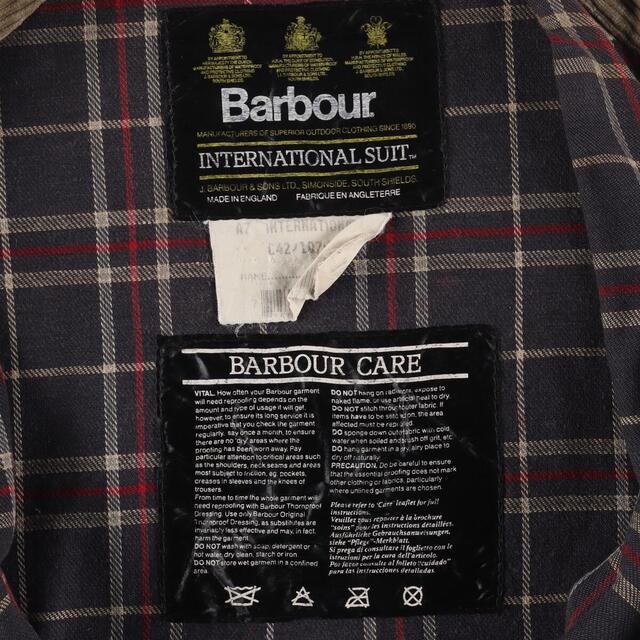 Barbour
MANUFACTURERS OF SUPERIOR OUTDOOR CLOTHING SINCE 1890
INTERNATIONAL SUIT™
J. BARBOUR & SONS LTD., SIMONSIDE, SOUTH SHIELDS.
MADE IN ENGLAND FABRIQUE EN ANGLETERRE
A7 INTERNATIONAL
C42/107
NAME
BARBOUR CARE
VITAL. How often your Barbour garment
will need reproofing depends on the
amount and type of usage it will get,
however, to ensure its long service it is
imperative that you check the garment
regularly, say once a month, to ensure
there are no 'dry' areas where the
proofing has been worn away. Pay
particular attention to critical areas such
as the shoulders, neck seams and areas
most subject to friction, eg. pockets,
creases in sleeves and the knees of
trousers.
From time to time the whole garment will
need reproofing with Barbour Thornproof
Dressing. Use only Barbour Original
Thornproof Dressing, as substitutes are
invariably less effective and may, in fact,
harm the garment.
DO NOT wash with soap, detergent or
hot water, dry clean, starch or iron
DO NOT store wet garment in a confined
area.
DO NOT hang on radiators, expose to
naked flame, or use artificial heat to dry.
DO NOT stitch through outer fabric. If
items have to be stitched on, the area
affected must be reproofed.
DO sponge down outer fabric with cold
water when soiled and brush off grit, etc
DO hang garment in a dry, airy place to
dry off naturally.
PRECAUTION. Do be careful to ensure
that the essential proofing does not mark
other clothing or fabrics, particularly
where unlined garments are chosen.
Please refer to 'Care' leaflet for full
instructions.
Veuillez vous reporter à la brochure
"soins" pour les instructions détaillées.
Ausführliche Gebrauchsanweisungen,
siehe "Pflege"-Merkblatt.
Si prega di consultare il foglietto con le
istruzioni per la cura dell'articolo.
Por favor consulte al folleto "cuidado"
para las instrucciones detalladas.